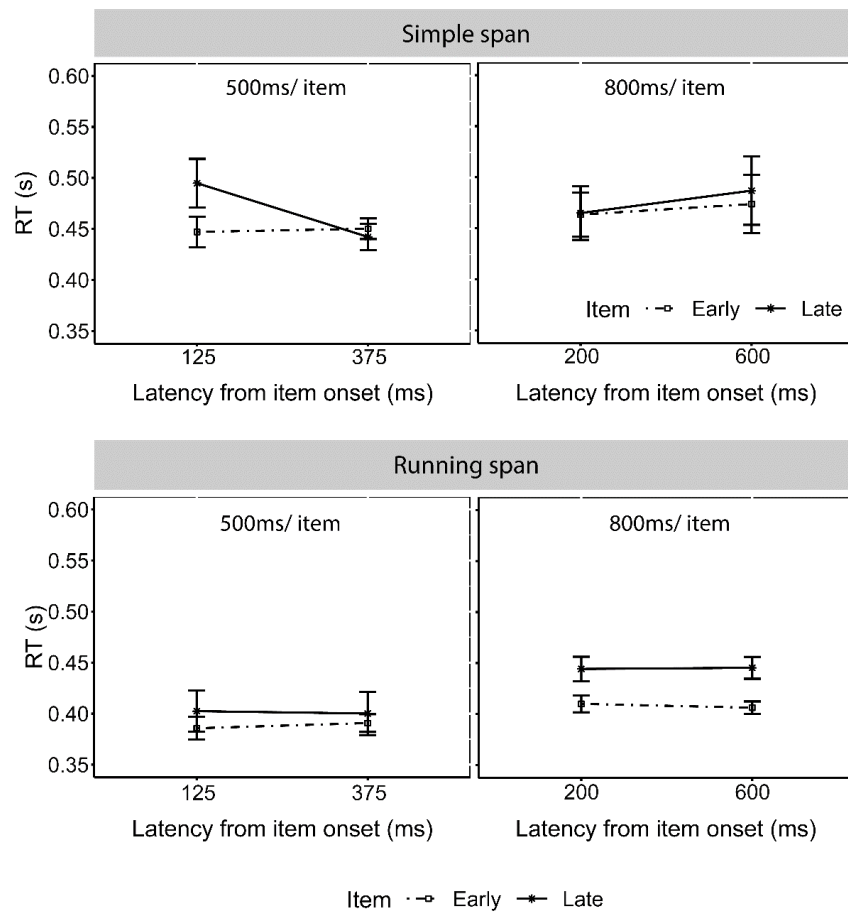 Simple span
500ms/ item 800ms/ item
RT (s)
0.60
0.55
0.50
0.45
0.40
0.35
Item Early Late
125 375 200 600
Latency from item onset (ms) Latency from item onset (ms)
Running span
500ms/ item 800ms/ item
RT (s)
0.60
0.55
0.50
0.45
0.40
0.35
125 375 200 600
Latency from item onset (ms) Latency from item onset (ms)
Item Early Late